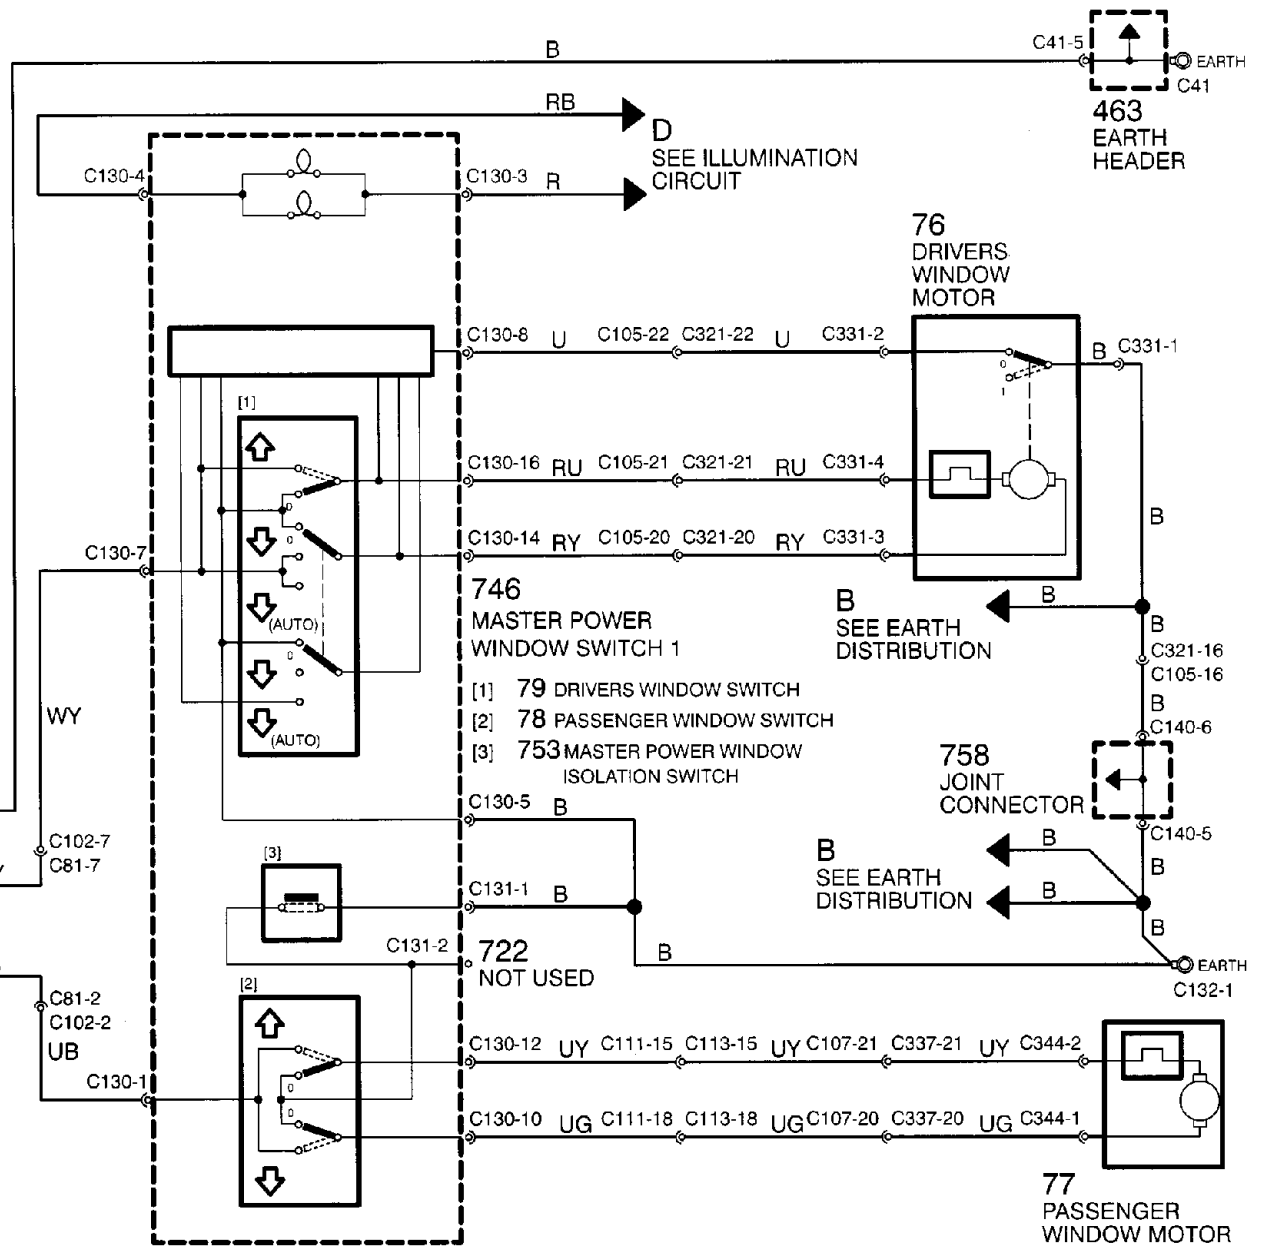 B
C41-5
EARTH
C41
463
EARTH
HEADER
RB
D
SEE ILLUMINATION
CIRCUIT
C130-4
C130-3
R
76
DRIVERS
WINDOW
MOTOR
C130-8
U
C105-22
C321-22
U
C331-2
B
C331-1
0
1
[1]
C130-16
RU
C105-21
C321-21
RU
C331-4
0
0
C130-7
C130-14
RY
C105-20
C321-20
RY
C331-3
B
746
MASTER POWER
WINDOW SWITCH 1
B
SEE EARTH
DISTRIBUTION
B
B
C321-16
C105-16
(AUTO)
0
[1] 79 DRIVERS WINDOW SWITCH
[2] 78 PASSENGER WINDOW SWITCH
[3] 753 MASTER POWER WINDOW
ISOLATION SWITCH
B
C140-6
WY
(AUTO)
758
JOINT
CONNECTOR
C130-5
B
C140-5
C102-7
C81-7
[3]
B
SEE EARTH
DISTRIBUTION
B
B
B
C131-1
B
B
C131-2
722
NOT USED
B
EARTH
C132-1
[2]
C81-2
C102-2
UB
C130-1
0
0
C130-12
UY
C111-15
C113-15
UY
C107-21
C337-21
UY
C344-2
C130-10
UG
C111-18
C113-18
UG
C107-20
C337-20
UG
C344-1
77
PASSENGER
WINDOW MOTOR